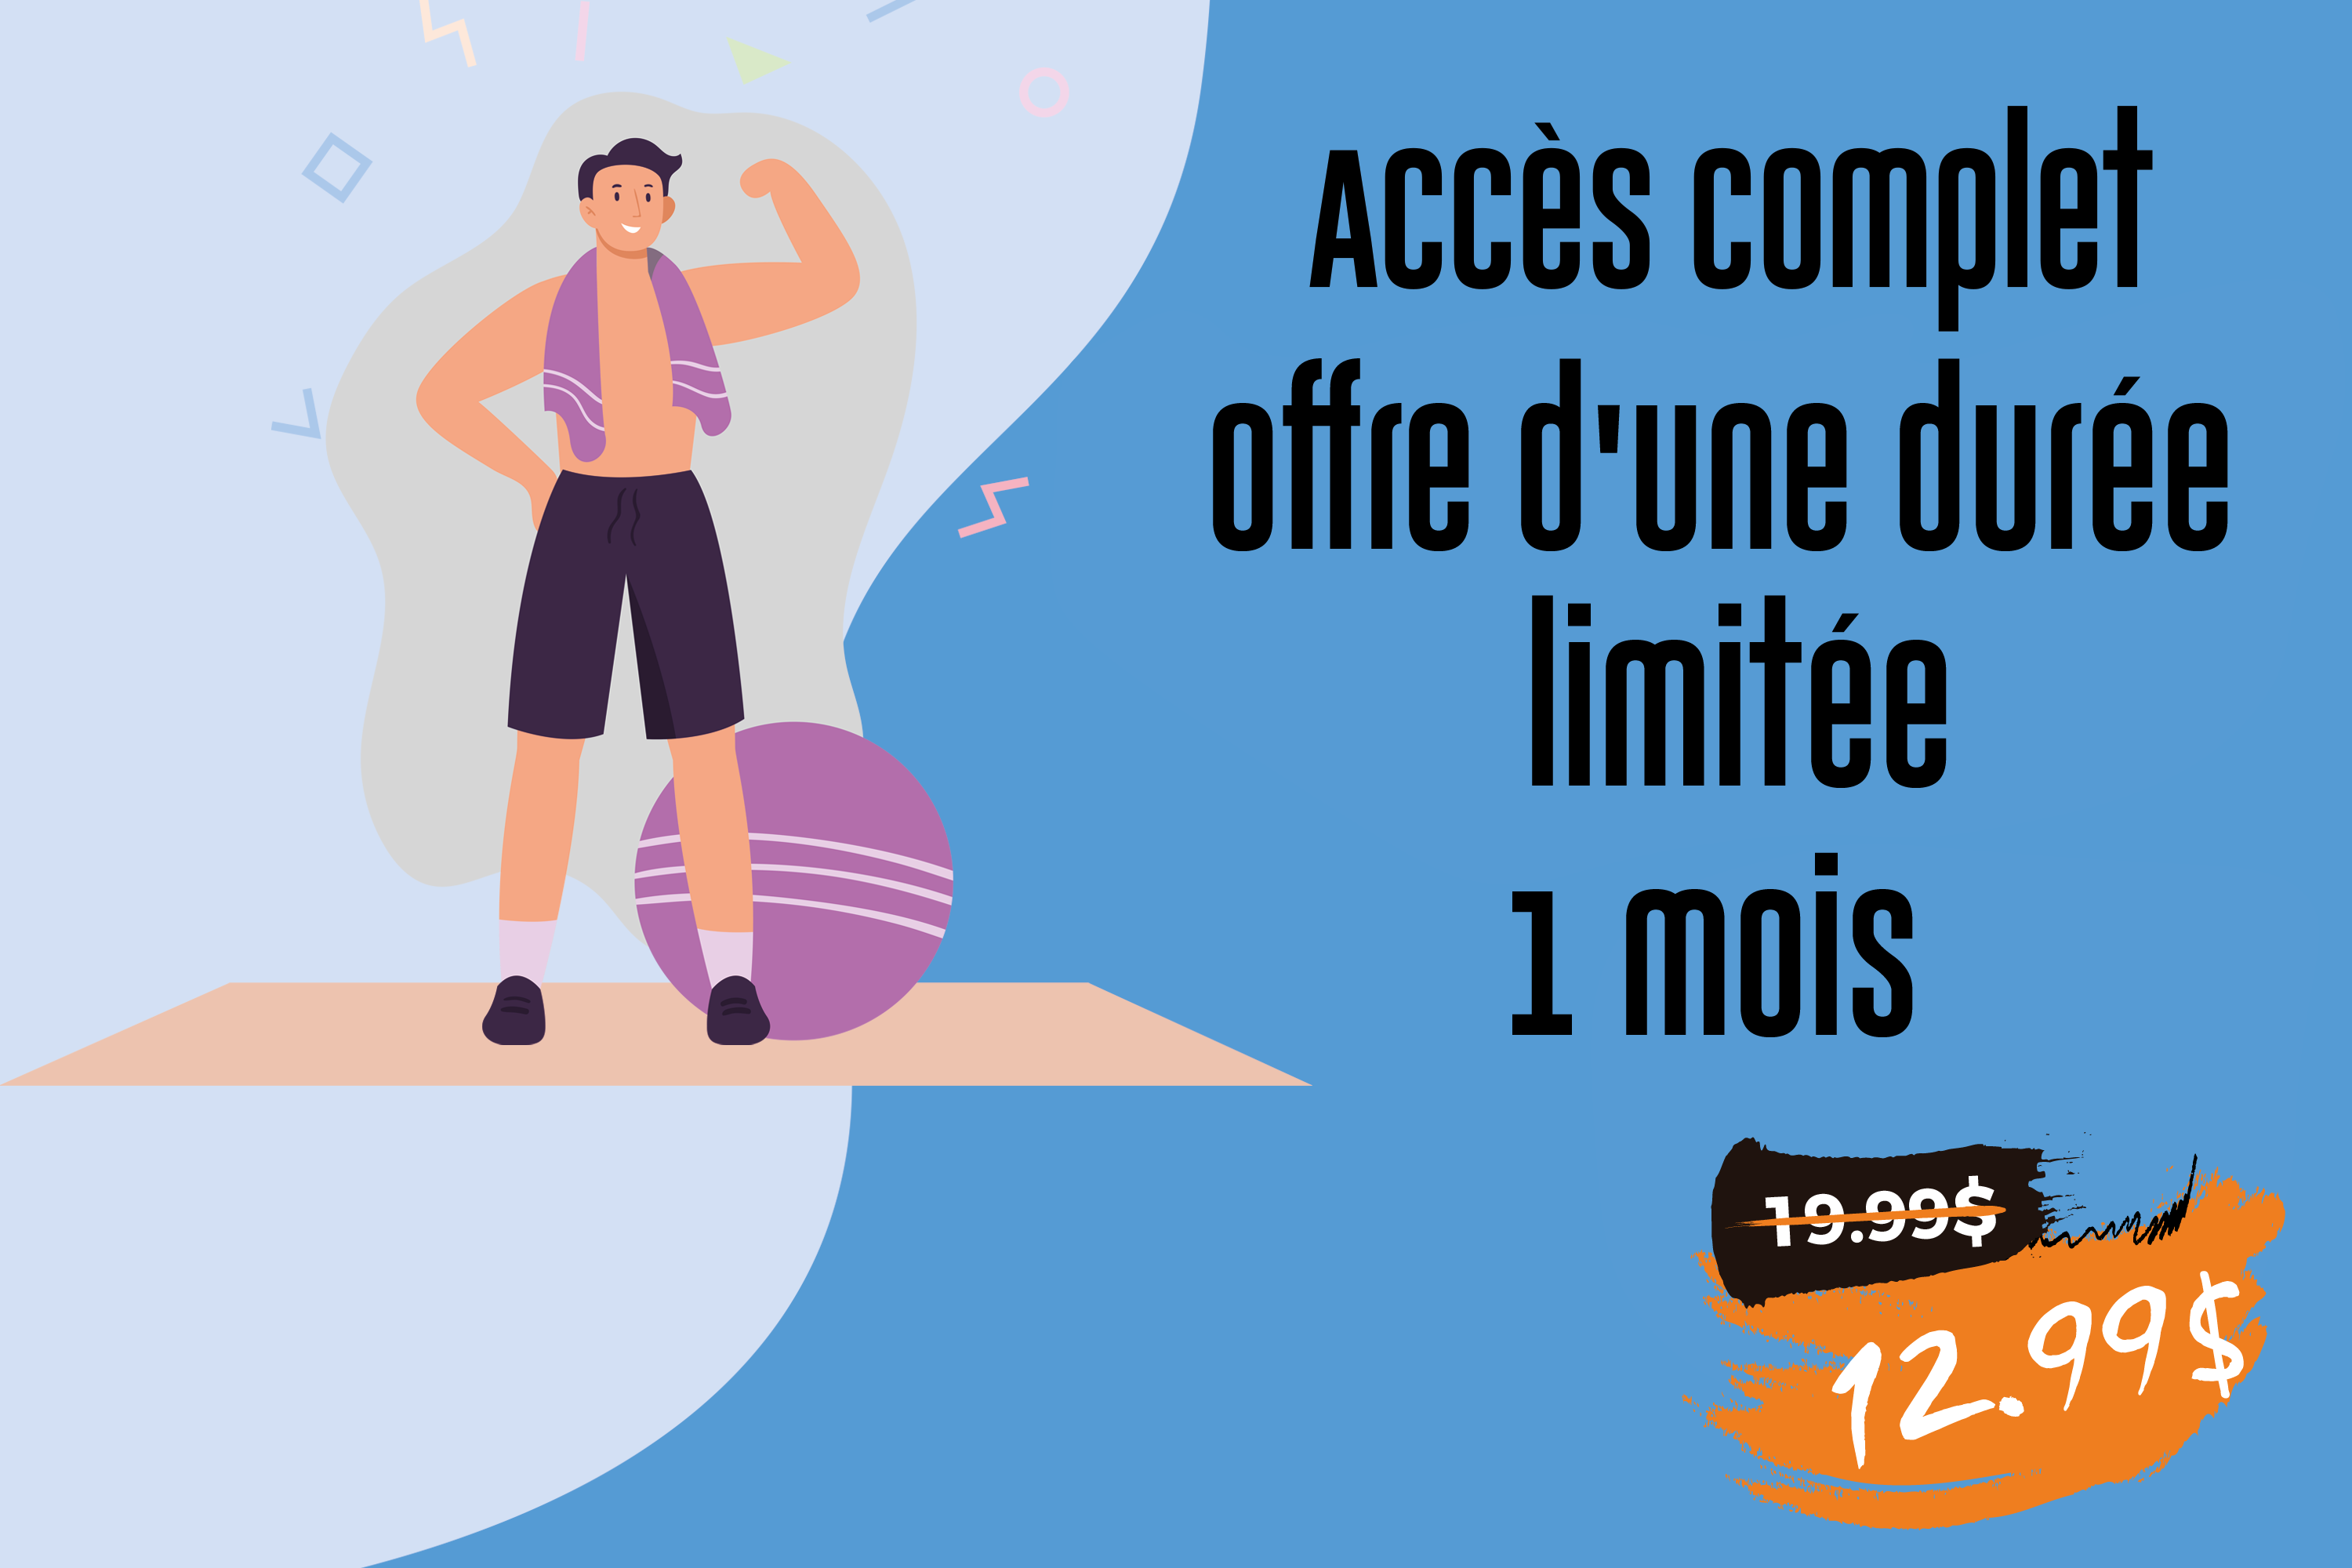 Accès complet
offre d'une durée
limitée
1 mois
19.99$
12.99$